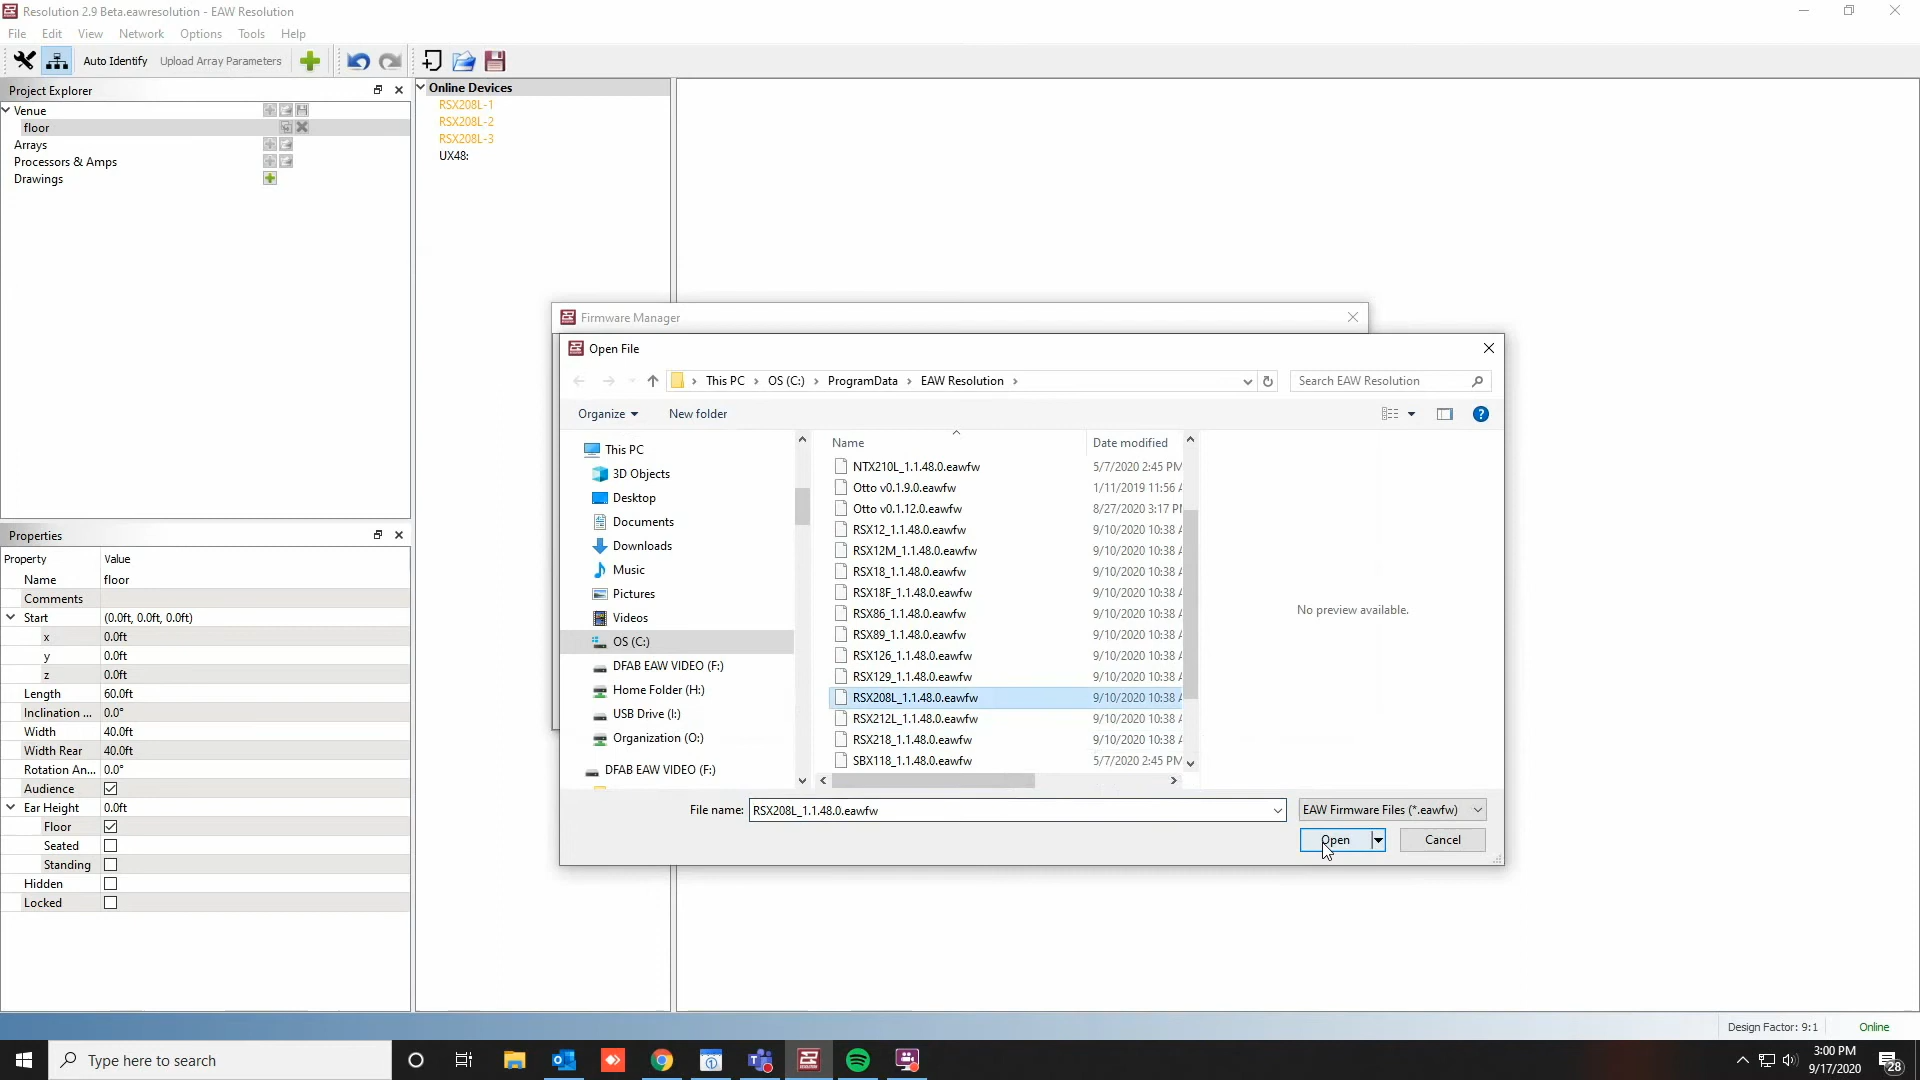 Resolution 2.9 Beta.eawresolution - EAW Resolution
File Edit View Network Options Tools Help
Auto Identify Upload Array Parameters
Project Explorer
Venue
floor
Arrays
Processors & Amps
Drawings
Online Devices
RSX208L-1
RSX208L-2
RSX208L-3
UX48:
Properties
Property Value
Name floor
Comments
Start (0.0ft, 0.0ft, 0.0ft)
x 0.0ft
y 0.0ft
z 0.0ft
Length 60.0ft
Inclination ... 0.0°
Width 40.0ft
Width Rear 40.0ft
Rotation An... 0.0°
Audience
Ear Height 0.0ft
Floor
Seated
Standing
Hidden
Locked
Firmware Manager
Open File
This PC › OS (C:) › ProgramData › EAW Resolution ›
Search EAW Resolution
Organize New folder
This PC
3D Objects
Desktop
Documents
Downloads
Music
Pictures
Videos
OS (C:)
DFAB EAW VIDEO (F:)
Home Folder (H:)
USB Drive (I:)
Organization (O:)
DFAB EAW VIDEO (F:)
Name Date modified
NTX210L_1.1.48.0.eawfw 5/7/2020 2:45 PM
Otto v0.1.9.0.eawfw 1/11/2019 11:56 A
Otto v0.1.12.0.eawfw 8/27/2020 3:17 PM
RSX12_1.1.48.0.eawfw 9/10/2020 10:38 A
RSX12M_1.1.48.0.eawfw 9/10/2020 10:38 A
RSX18_1.1.48.0.eawfw 9/10/2020 10:38 A
RSX18F_1.1.48.0.eawfw 9/10/2020 10:38 A
RSX86_1.1.48.0.eawfw 9/10/2020 10:38 A
RSX89_1.1.48.0.eawfw 9/10/2020 10:38 A
RSX126_1.1.48.0.eawfw 9/10/2020 10:38 A
RSX129_1.1.48.0.eawfw 9/10/2020 10:38 A
RSX208L_1.1.48.0.eawfw 9/10/2020 10:38 A
RSX212L_1.1.48.0.eawfw 9/10/2020 10:38 A
RSX218_1.1.48.0.eawfw 9/10/2020 10:38 A
SBX118_1.1.48.0.eawfw 5/7/2020 2:45 PM
No preview available.
File name: RSX208L_1.1.48.0.eawfw EAW Firmware Files (*.eawfw)
Open Cancel
Design Factor: 9:1 Online
Type here to search
3:00 PM
9/17/2020
28